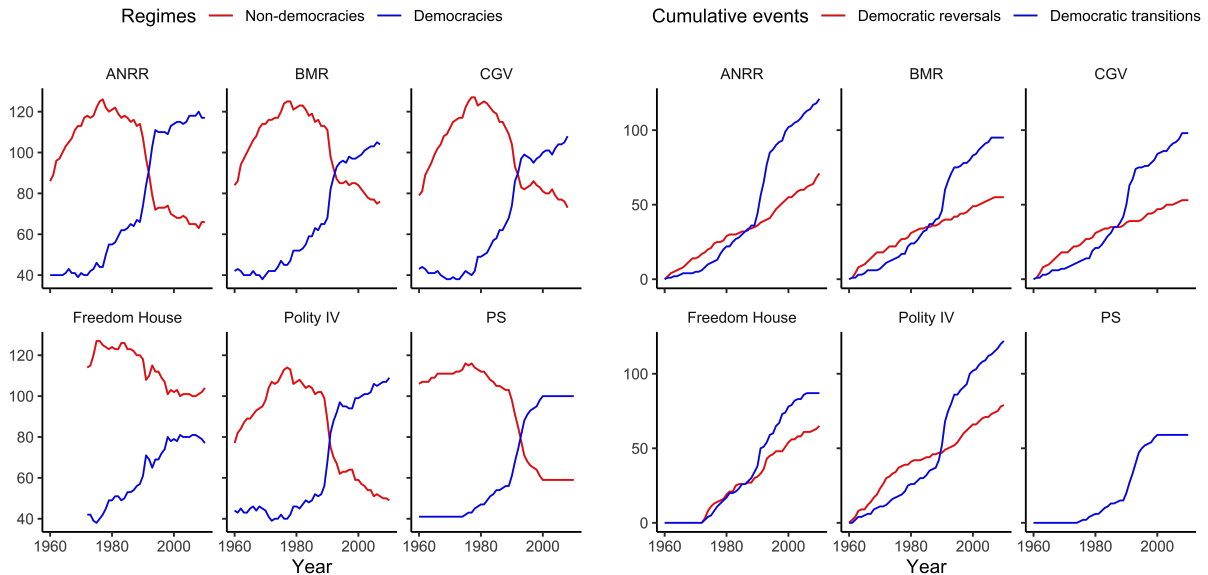 Regimes Non-democracies Democracies
Cumulative events Democratic reversals Democratic transitions
ANRR BMR CGV
ANRR BMR CGV
120
100
80
60
40
100
50
0
Freedom House Polity IV PS
Freedom House Polity IV PS
120
100
80
60
40
100
50
0
1960 1980 2000 1960 1980 2000 1960 1980 2000
1960 1980 2000 1960 1980 2000 1960 1980 2000
Year
Year